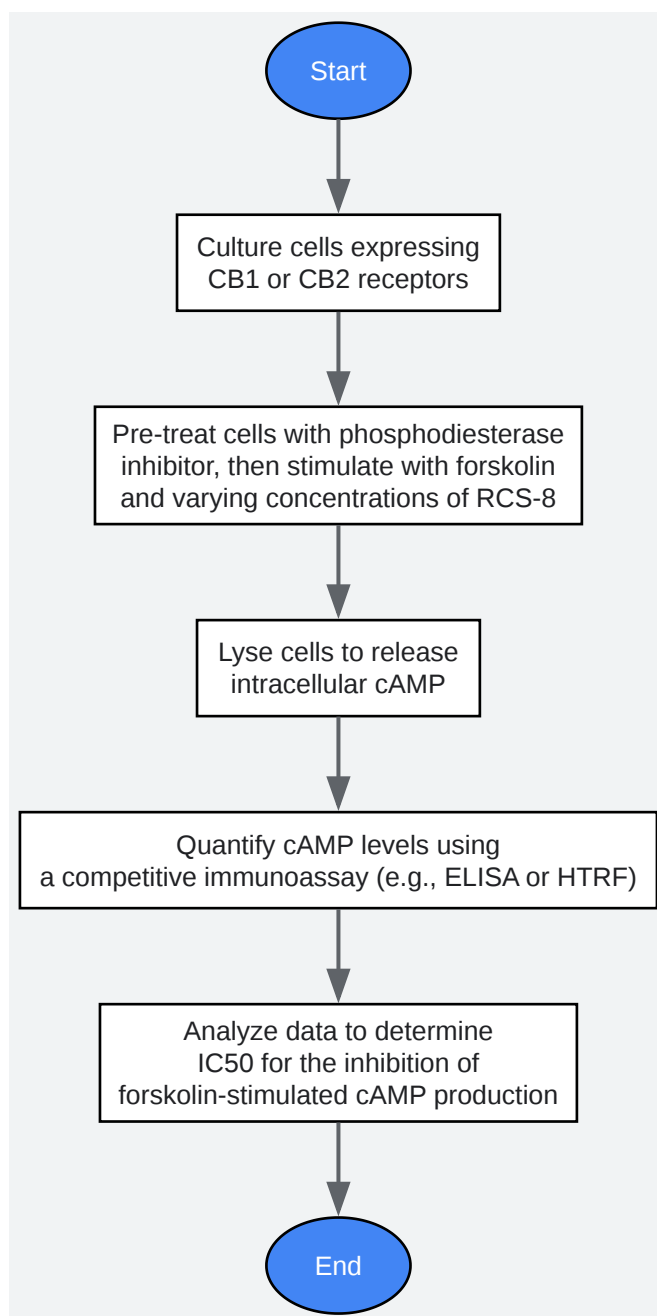 Start
Culture cells expressing
CB1 or CB2 receptors
Pre-treat cells with phosphodiesterase
inhibitor, then stimulate with forskolin
and varying concentrations of RCS-8
Lyse cells to release
intracellular cAMP
Quantify cAMP levels using
a competitive immunoassay (e.g., ELISA or HTRF)
Analyze data to determine
IC50 for the inhibition of
forskolin-stimulated cAMP production
End